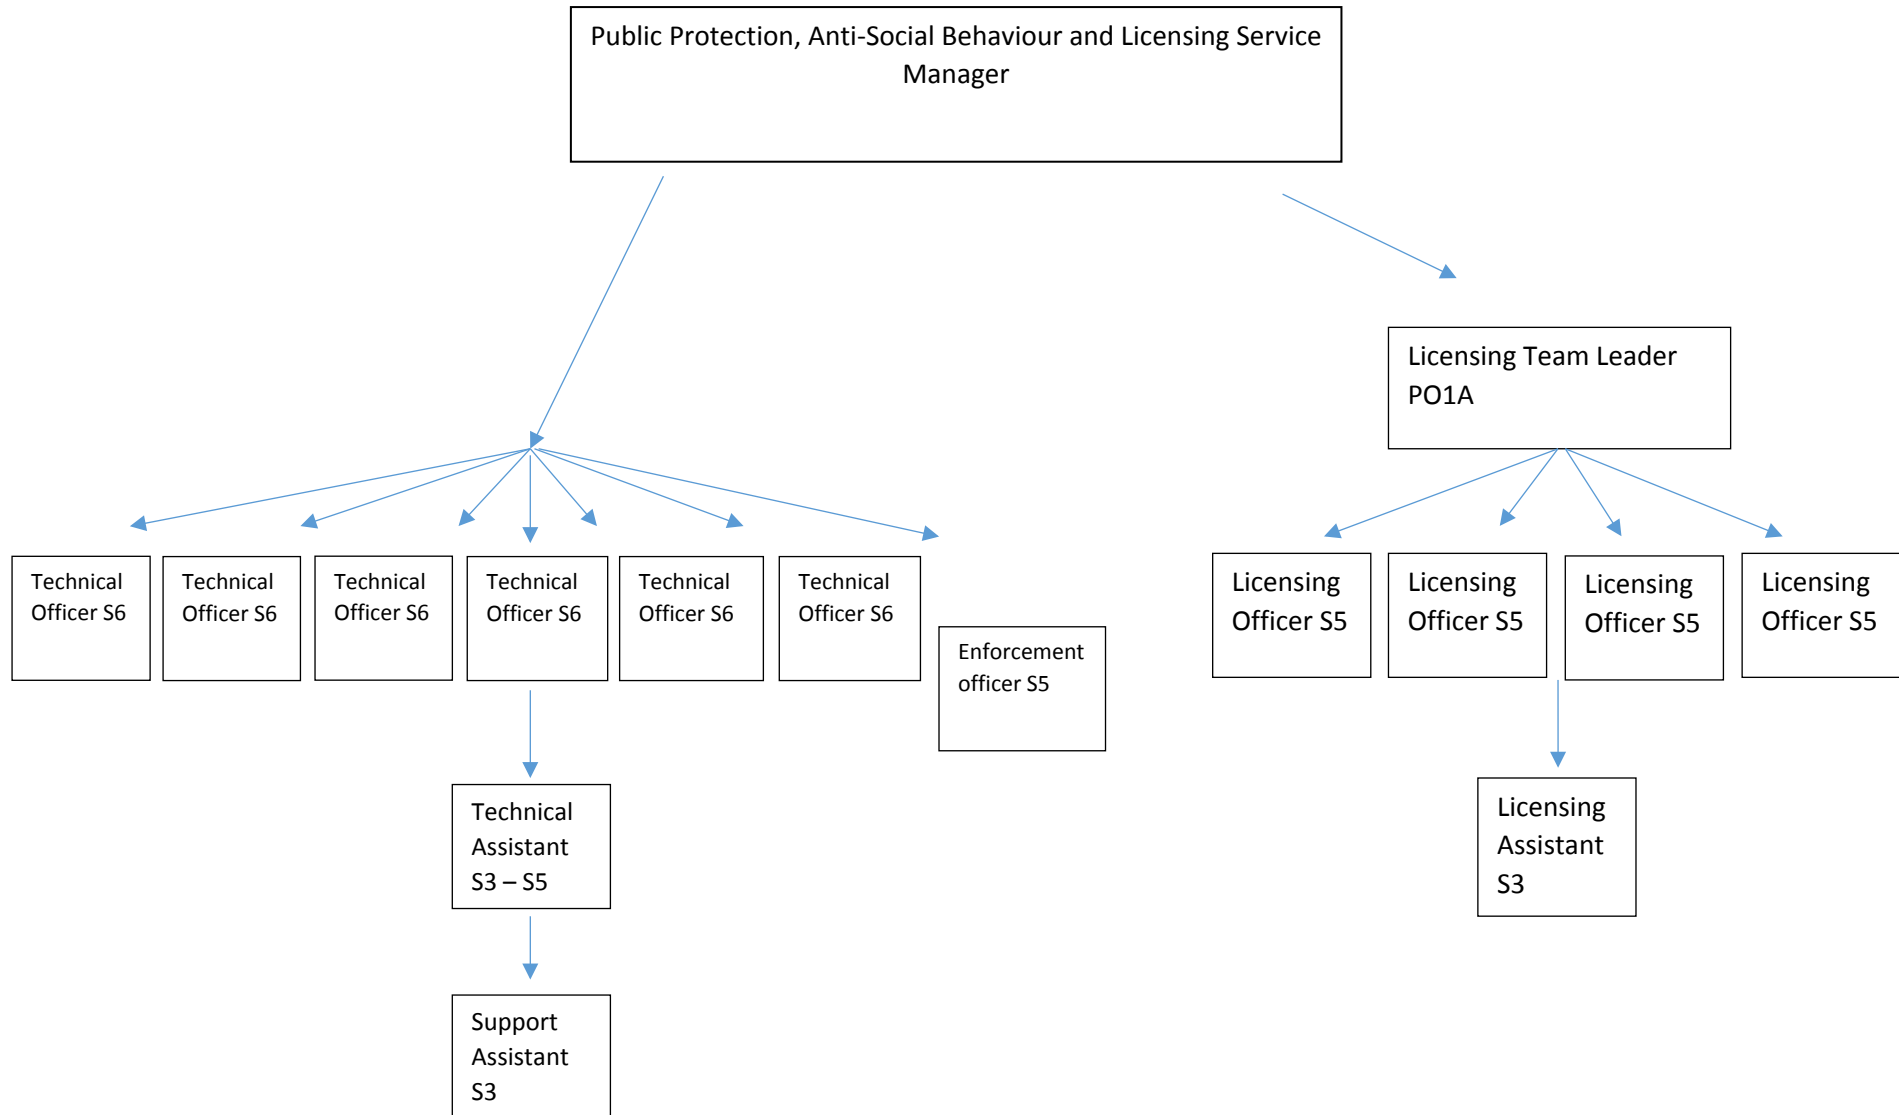 Public Protection, Anti-Social Behaviour and Licensing Service
Manager
Licensing Team Leader
PO1A
Technical
Officer S6
Technical
Officer S6
Technical
Officer S6
Technical
Officer S6
Technical
Officer S6
Technical
Officer S6
Enforcement
officer S5
Licensing
Officer S5
Licensing
Officer S5
Licensing
Officer S5
Licensing
Officer S5
Technical
Assistant
S3 – S5
Licensing
Assistant
S3
Support
Assistant
S3